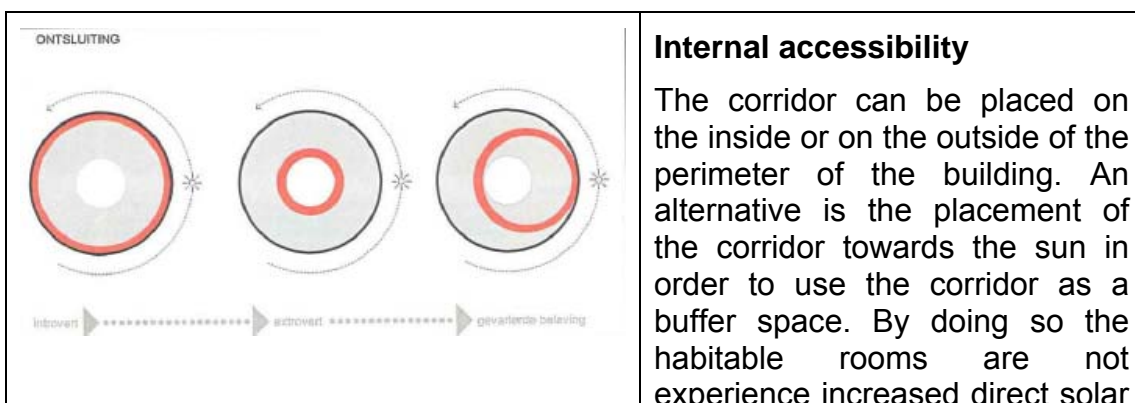 ONTSLUITING
introvert
extrovert
gevarieerde beleving
Internal accessibility
The corridor can be placed on
the inside or on the outside of the
perimeter of the building. An
alternative is the placement of
the corridor towards the sun in
order to use the corridor as a
buffer space. By doing so the
habitable rooms are not
experience increased direct solar